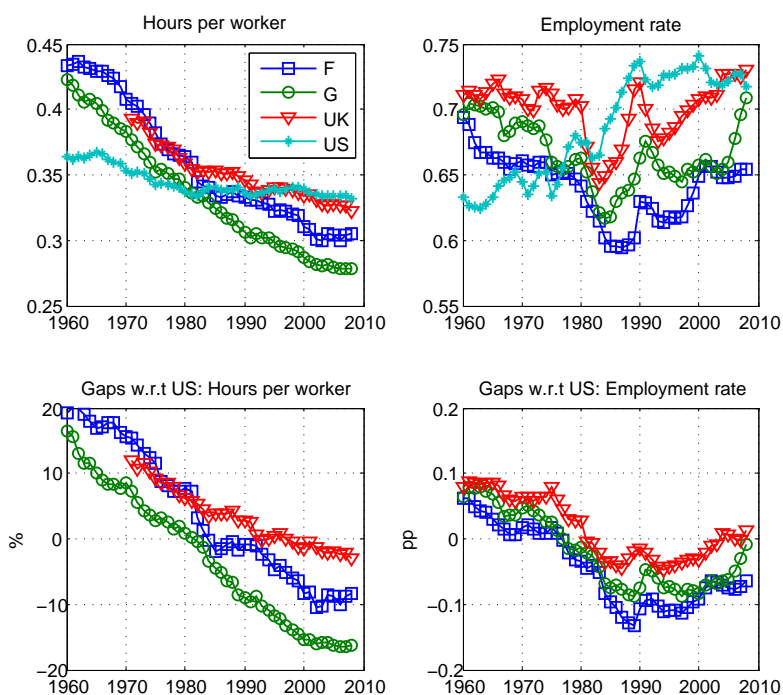 Hours per worker
0.45
0.4
0.35
0.3
0.25
1960 1970 1980 1990 2000 2010
F
G
UK
US
Employment rate
0.75
0.7
0.65
0.6
0.55
1960 1970 1980 1990 2000 2010
Gaps w.r.t US: Hours per worker
%
20
10
0
−10
−20
1960 1970 1980 1990 2000 2010
Gaps w.r.t US: Employment rate
pp
0.2
0.1
0
−0.1
−0.2
1960 1970 1980 1990 2000 2010